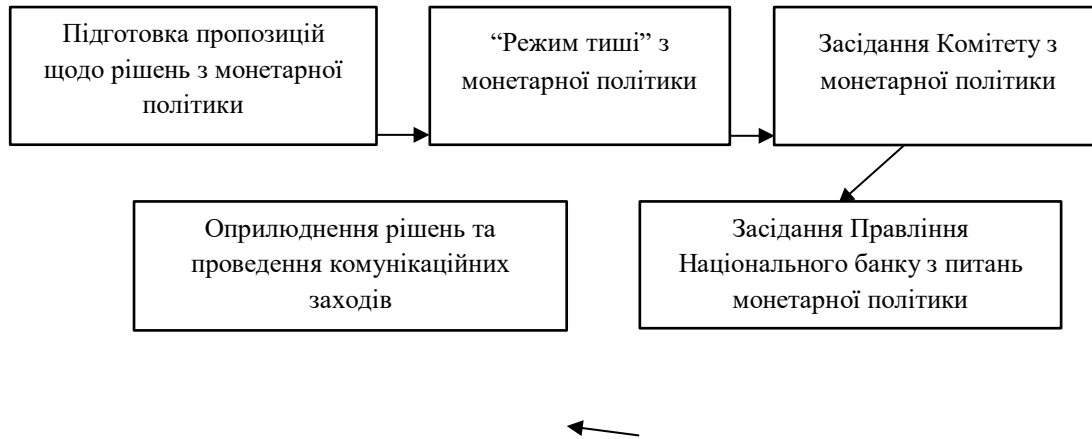 Підготовка пропозицій
щодо рішень з монетарної
політики
“Режим тиші” з
монетарної політики
Засідання Комітету з
монетарної політики
Оприлюднення рішень та
проведення комунікаційних
заходів
Засідання Правління
Національного банку з питань
монетарної політики